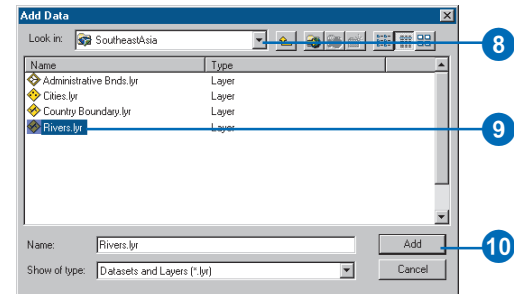 Add Data
Look in: SoutheastAsia
8
Name Type
Administrative Bnds.lyr Layer
Cities.lyr Layer
Country Boundary.lyr Layer
Rivers.lyr Layer
9
Name: Rivers.lyr Add
10
Show of type: Datasets and Layers (*.lyr) Cancel